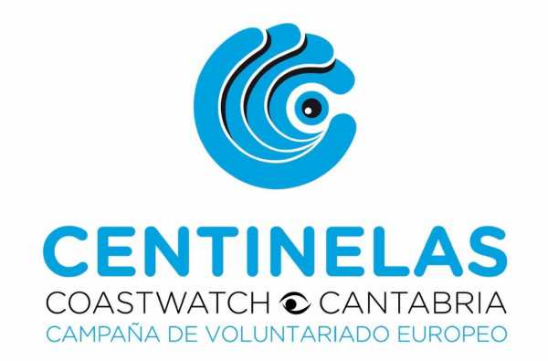 CENTINELAS
COASTWATCH CANTABRIA
CAMPAÑA DE VOLUNTARIADO EUROPEO